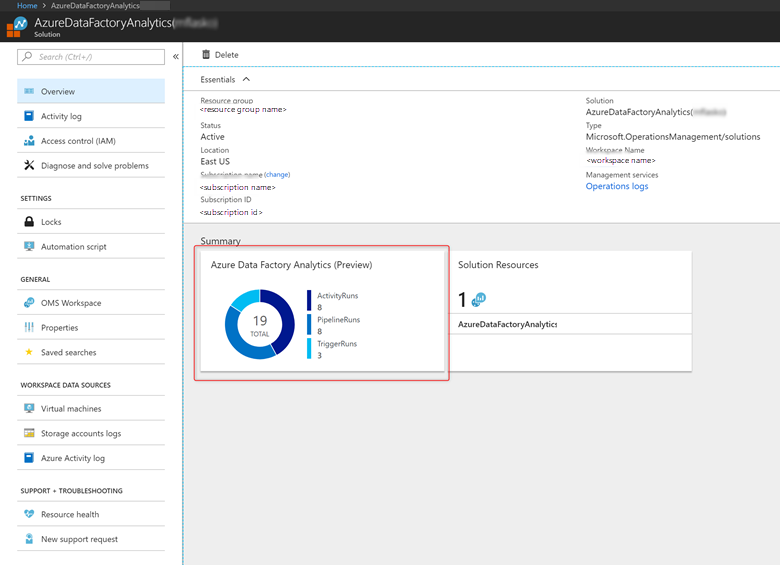 Home > AzureDataFactoryAnalytics
AzureDataFactoryAnalytics(
Solution
Search (Ctrl+/)
«
Overview
Activity log
Access control (IAM)
Diagnose and solve problems
SETTINGS
Locks
Automation script
GENERAL
OMS Workspace
Properties
Saved searches
WORKSPACE DATA SOURCES
Virtual machines
Storage accounts logs
Azure Activity log
SUPPORT + TROUBLESHOOTING
Resource health
New support request
Delete
Essentials
Resource group
<resource group name>
Status
Active
Location
East US
Subscription name (change)
<subscription name>
Subscription ID
<subscription id>
Solution
AzureDataFactoryAnalytics(
Type
Microsoft.OperationsManagement/solutions
Workspace Name
<workspace name>
Management services
Operations logs
Summary
Azure Data Factory Analytics (Preview)
19
TOTAL
ActivityRuns
8
PipelineRuns
8
TriggerRuns
3
Solution Resources
1
AzureDataFactoryAnalytics